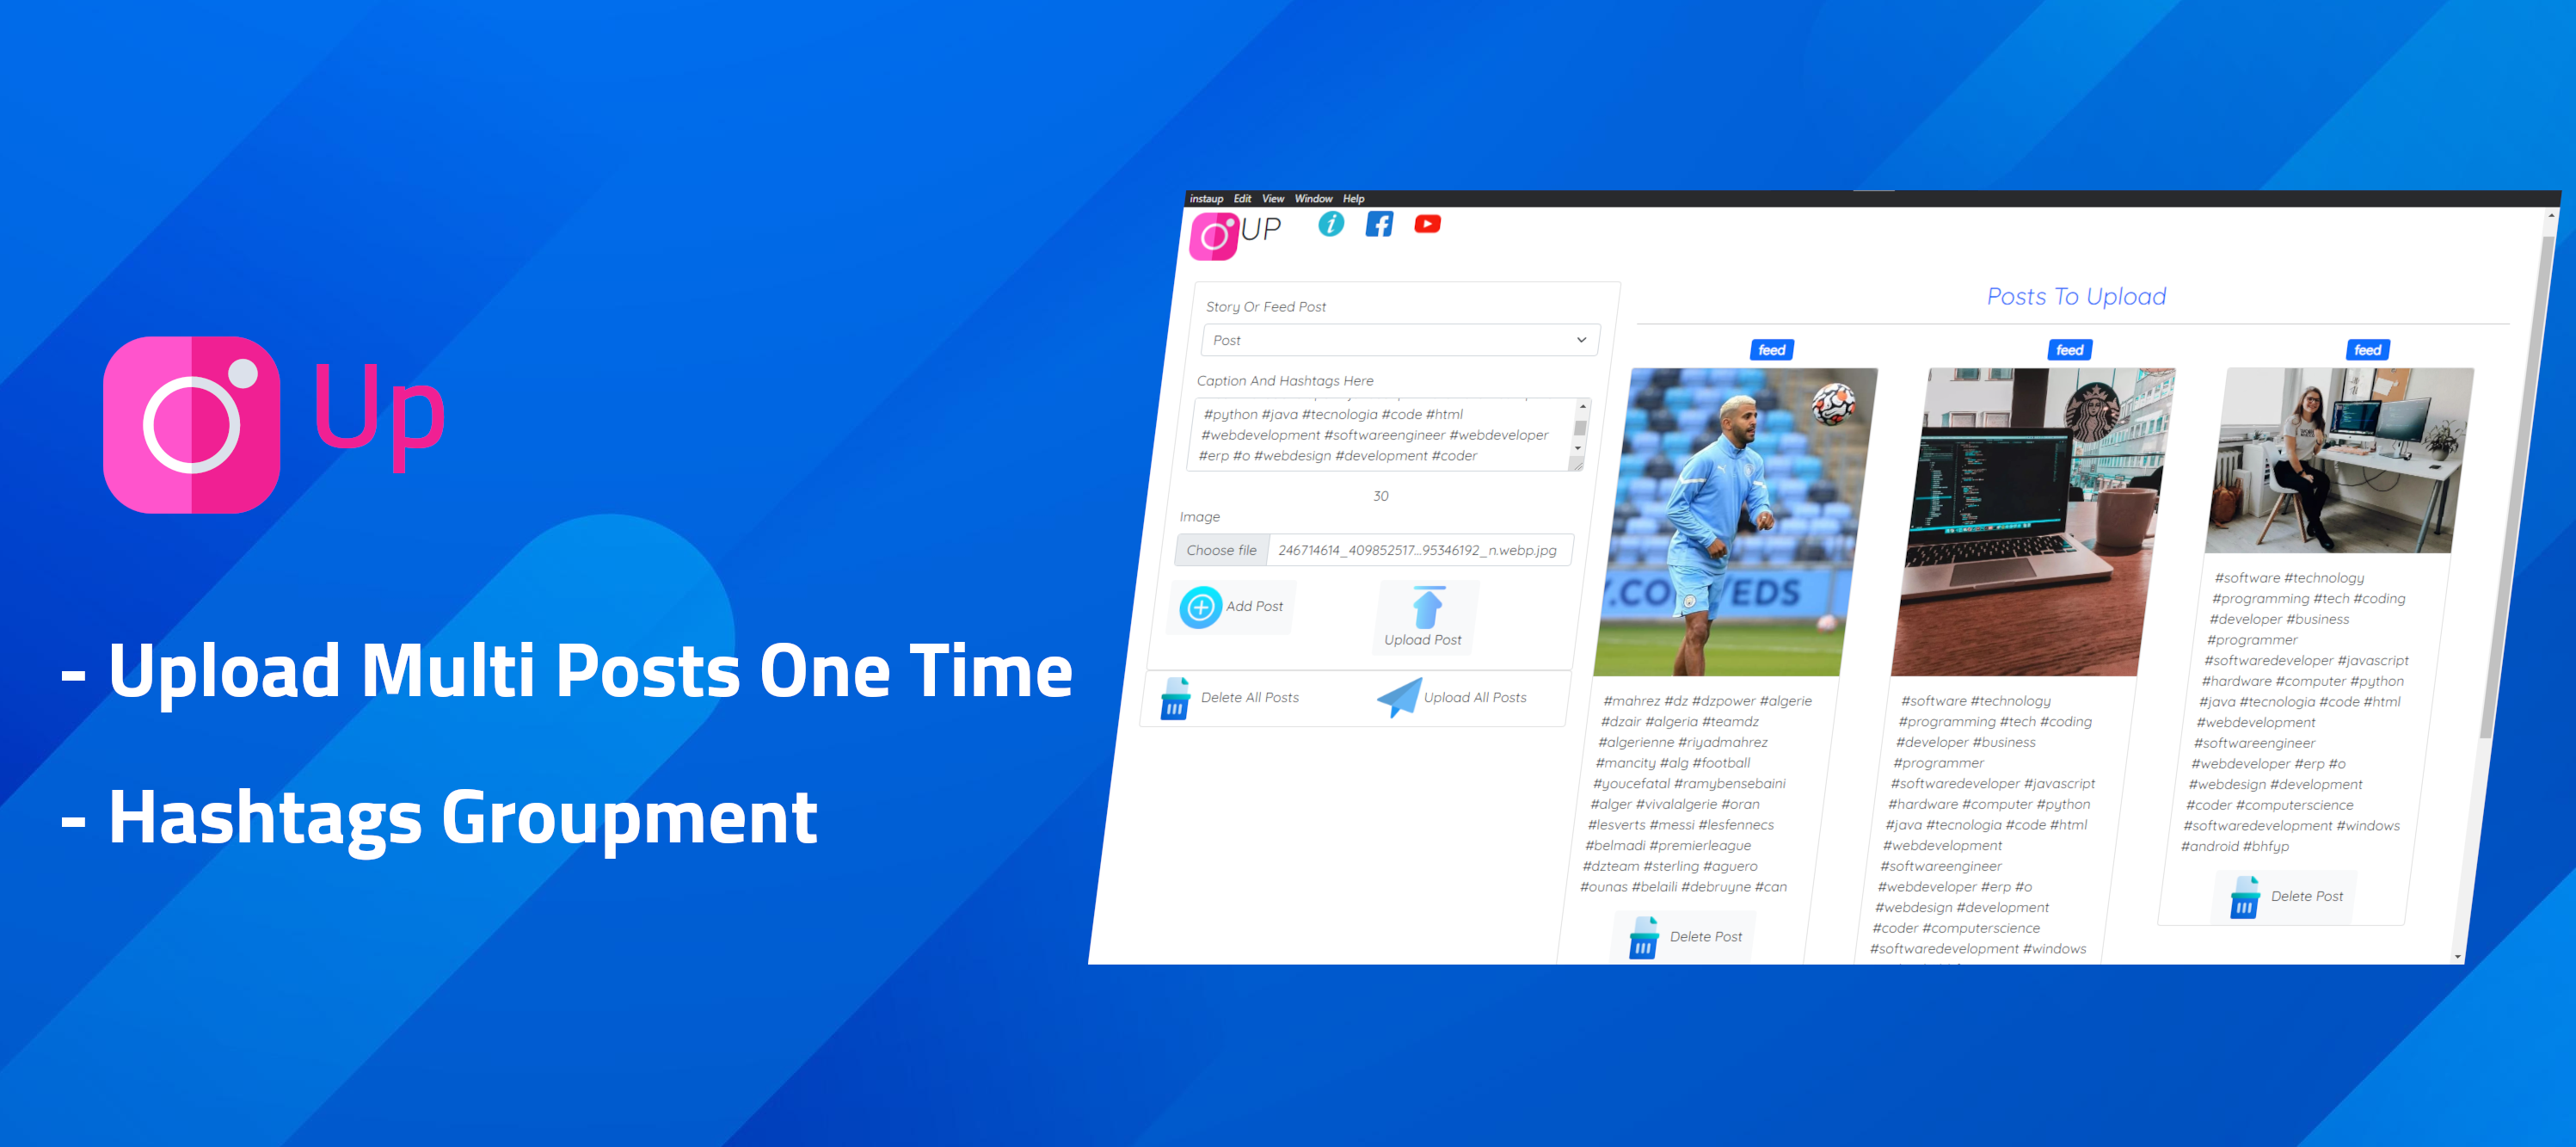 Up
- Upload Multi Posts One Time
- Hashtags Groupment
instaup Edit View Window Help
UP
Story Or Feed Post
Post
Caption And Hashtags Here
#python #java #tecnologia #code #html
#webdevelopment #softwareengineer #webdeveloper
#erp #o #webdesign #development #coder
30
Image
Choose file 246714614_409852517...95346192_n.webp.jpg
Add Post
Upload Post
Delete All Posts
Upload All Posts
Posts To Upload
feed
.CO
/EDS
#mahrez #dz #dzpower #algerie
#dzair #algeria #teamdz
#algerienne #riyadmahrez
#mancity #alg #football
#youcefatal #ramybensebaini
#alger #vivalalgerie #oran
#lesverts #messi #lesfennecs
#belmadi #premierleague
#dzteam #sterling #aguero
#ounas #belaili #debruyne #can
Delete Post
feed
#software #technology
#programming #tech #coding
#developer #business
#programmer
#softwaredeveloper #javascript
#hardware #computer #python
#java #tecnologia #code #html
#webdevelopment
#softwareengineer
#webdeveloper #erp #o
#webdesign #development
#coder #computerscience
#softwaredevelopment #windows
feed
#software #technology
#programming #tech #coding
#developer #business
#programmer
#softwaredeveloper #javascript
#hardware #computer #python
#java #tecnologia #code #html
#webdevelopment
#softwareengineer
#webdeveloper #erp #o
#webdesign #development
#coder #computerscience
#softwaredevelopment #windows
#android #bhfyp
Delete Post